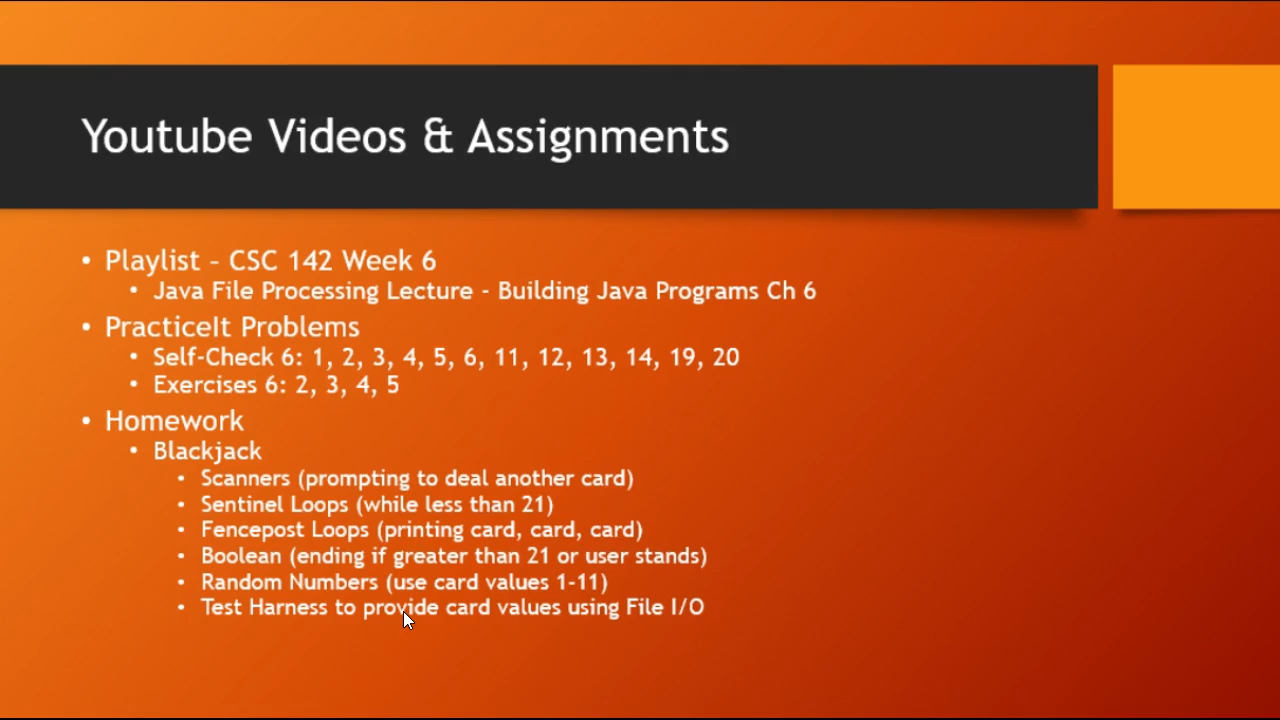 Youtube Videos & Assignments
• Playlist – CSC 142 Week 6
• Java File Processing Lecture - Building Java Programs Ch 6
• PracticeIt Problems
• Self-Check 6: 1, 2, 3, 4, 5, 6, 11, 12, 13, 14, 19, 20
• Exercises 6: 2, 3, 4, 5
• Homework
• Blackjack
• Scanners (prompting to deal another card)
• Sentinel Loops (while less than 21)
• Fencepost Loops (printing card, card, card)
• Boolean (ending if greater than 21 or user stands)
• Random Numbers (use card values 1-11)
• Test Harness to provide card values using File I/O